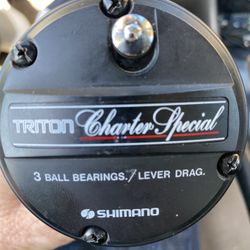 TRITON Charter Special
3 BALL BEARINGS./ LEVER DRAG.
SHIMANO